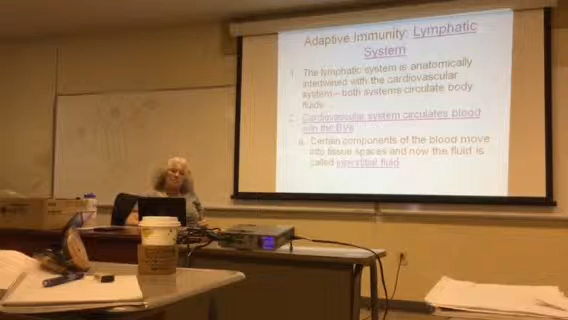 Adaptive Immunity: Lymphatic
System
1. The lymphatic system is anatomically
intertwined with the cardiovascular
system – both systems circulate body
fluids
2. Cardiovascular system circulates blood
via the BVs
a. Certain components of the blood move
into tissue spaces and now the fluid is
called interstitial fluid